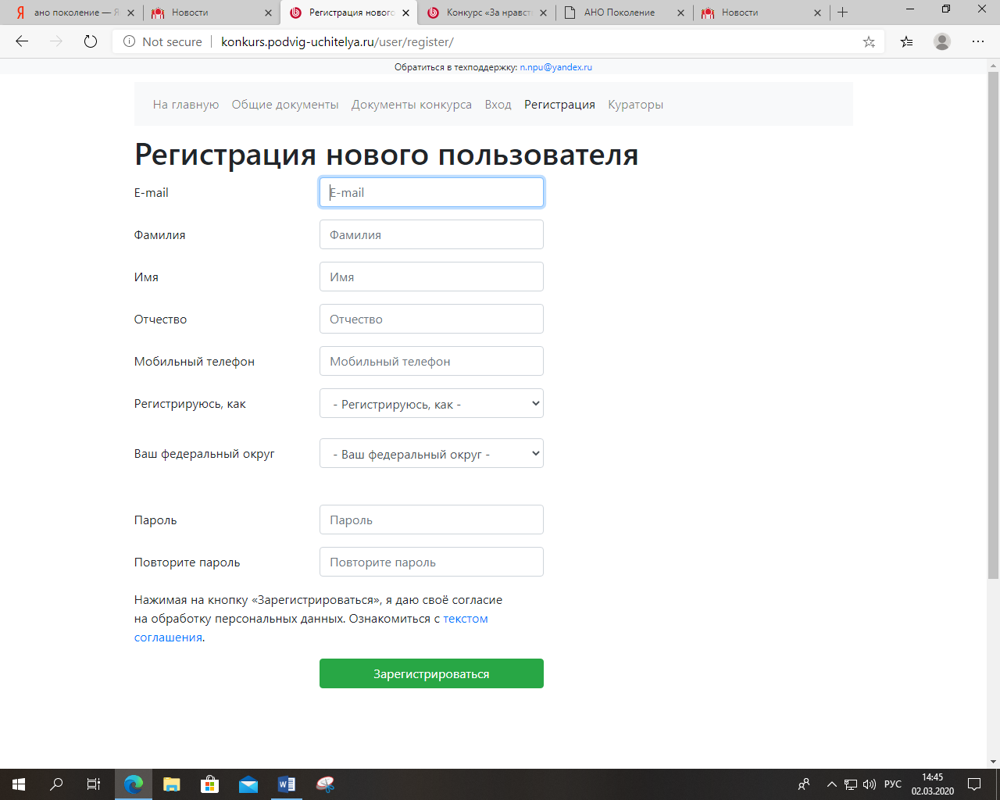 ано поколение — Я
Новости
Регистрация нового
Конкурс «За нравств
АНО Поколение
Новости
Not secure
konkurs.podvig-uchitelya.ru/user/register/
Обратиться в техподдержку: n.npu@yandex.ru
На главную Общие документы Документы конкурса Вход Регистрация Кураторы
Регистрация нового пользователя
E-mail E-mail
Фамилия Фамилия
Имя Имя
Отчество Отчество
Мобильный телефон Мобильный телефон
Регистрируюсь, как - Регистрируюсь, как -
Ваш федеральный округ - Ваш федеральный округ -
Пароль Пароль
Повторите пароль Повторите пароль
Нажимая на кнопку «Зарегистрироваться», я даю своё согласие
на обработку персональных данных. Ознакомиться с текстом
соглашения.
Зарегистрироваться
РУС
14:45
02.03.2020